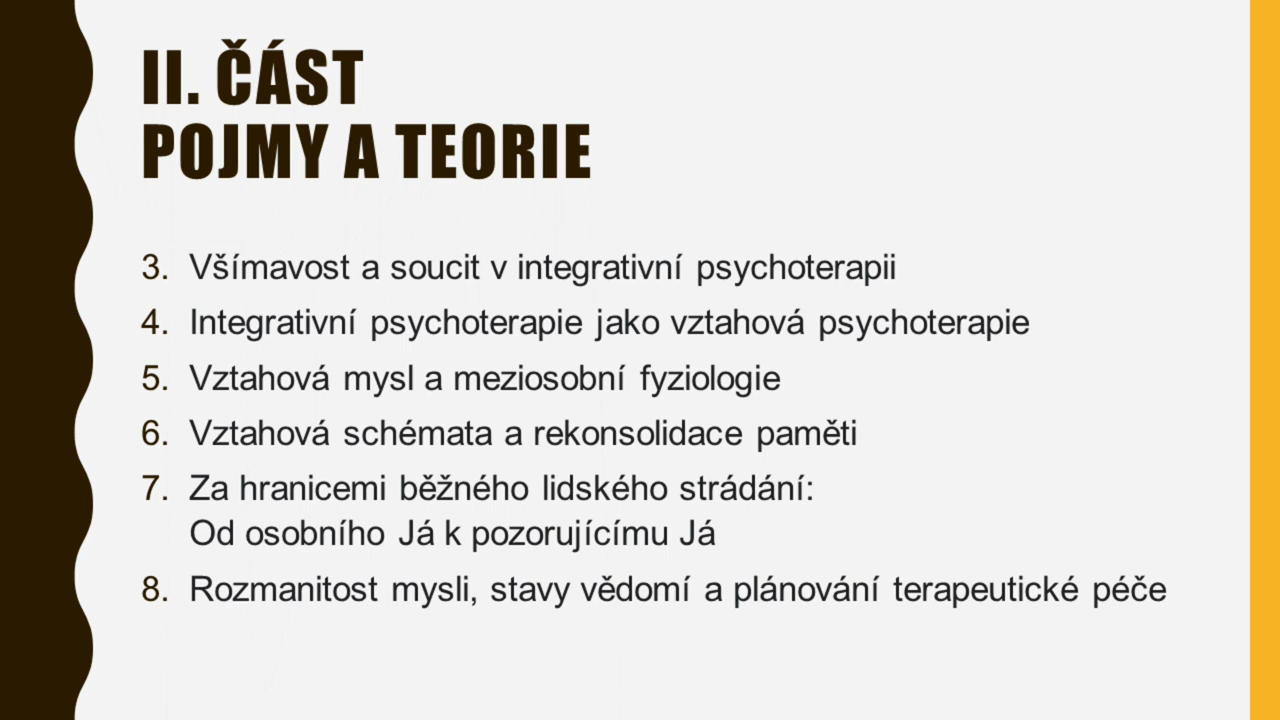 II. ČÁST
POJMY A TEORIE
3. Všímavost a soucit v integrativní psychoterapii
4. Integrativní psychoterapie jako vztahová psychoterapie
5. Vztahová mysl a meziosobní fyziologie
6. Vztahová schémata a rekonsolidace paměti
7. Za hranicemi běžného lidského strádání:
Od osobního Já k pozorujícímu Já
8. Rozmanitost mysli, stavy vědomí a plánování terapeutické péče